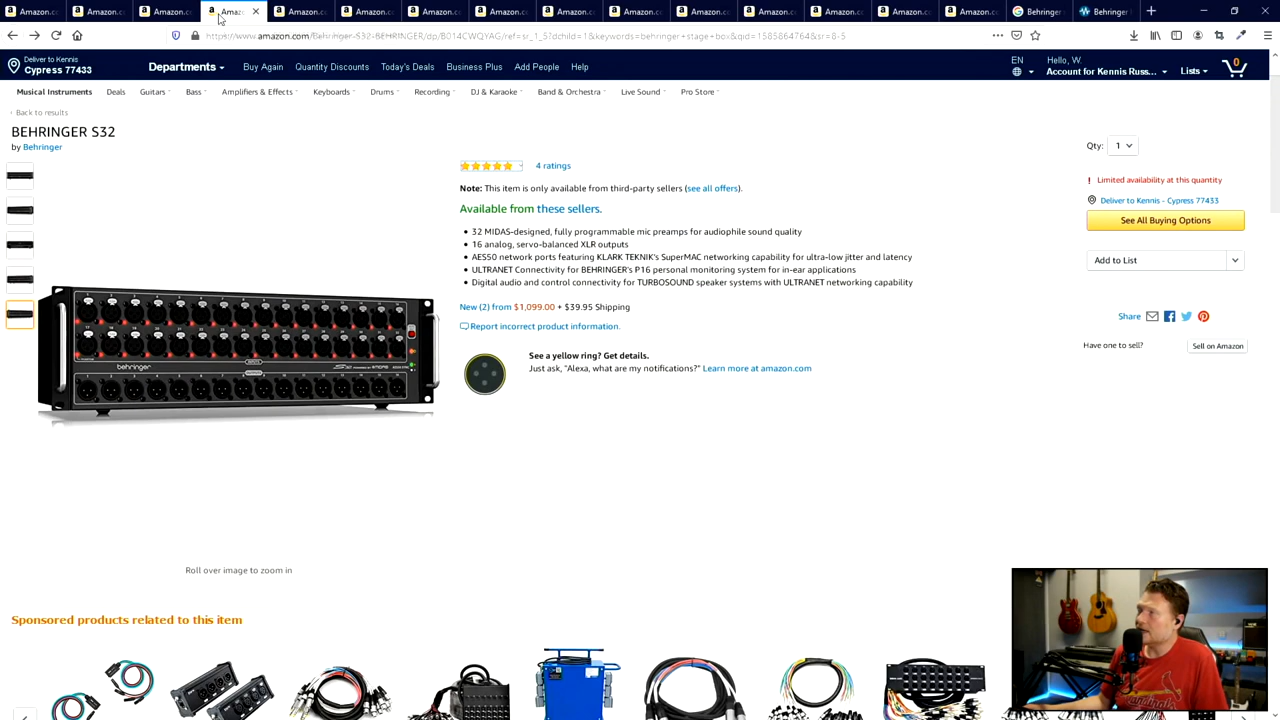 Amazon.c
Amazon.c
Amazon.c
Amaz
Amazon.c
Amazon.c
Amazon.c
Amazon.c
Amazon.c
Amazon.c
Amazon.c
Amazon.c
Amazon.c
Amazon.c
Amazon.c
Behringer
Behringer
https://www.amazon.com/Behringer-S32-BEHRINGER/dp/B014CWQYAG/ref=sr_1_5?dchild=1&keywords=behringer+stage+box&qid=1585864764&sr=8-5
Deliver to Kennis
Cypress 77433
Departments
Buy Again
Quantity Discounts
Today's Deals
Business Plus
Add People
Help
EN
Hello, W.
Account for Kennis Russ...
Lists
0
Musical Instruments
Deals
Guitars
Bass
Amplifiers & Effects
Keyboards
Drums
Recording
DJ & Karaoke
Band & Orchestra
Live Sound
Pro Store
‹ Back to results
BEHRINGER S32
by Behringer
4 ratings
Note: This item is only available from third-party sellers (see all offers).
Available from these sellers.
• 32 MIDAS-designed, fully programmable mic preamps for audiophile sound quality
• 16 analog, servo-balanced XLR outputs
• AES50 network ports featuring KLARK TEKNIK's SuperMAC networking capability for ultra-low jitter and latency
• ULTRANET Connectivity for BEHRINGER's P16 personal monitoring system for in-ear applications
• Digital audio and control connectivity for TURBOSOUND speaker systems with ULTRANET networking capability
New (2) from $1,099.00 + $39.95 Shipping
Report incorrect product information.
See a yellow ring? Get details.
Just ask, "Alexa, what are my notifications?" Learn more at amazon.com
Qty: 1
! Limited availability at this quantity
Deliver to Kennis - Cypress 77433
See All Buying Options
Add to List
Share
Have one to sell?
Sell on Amazon
behringer
Roll over image to zoom in
Sponsored products related to this item